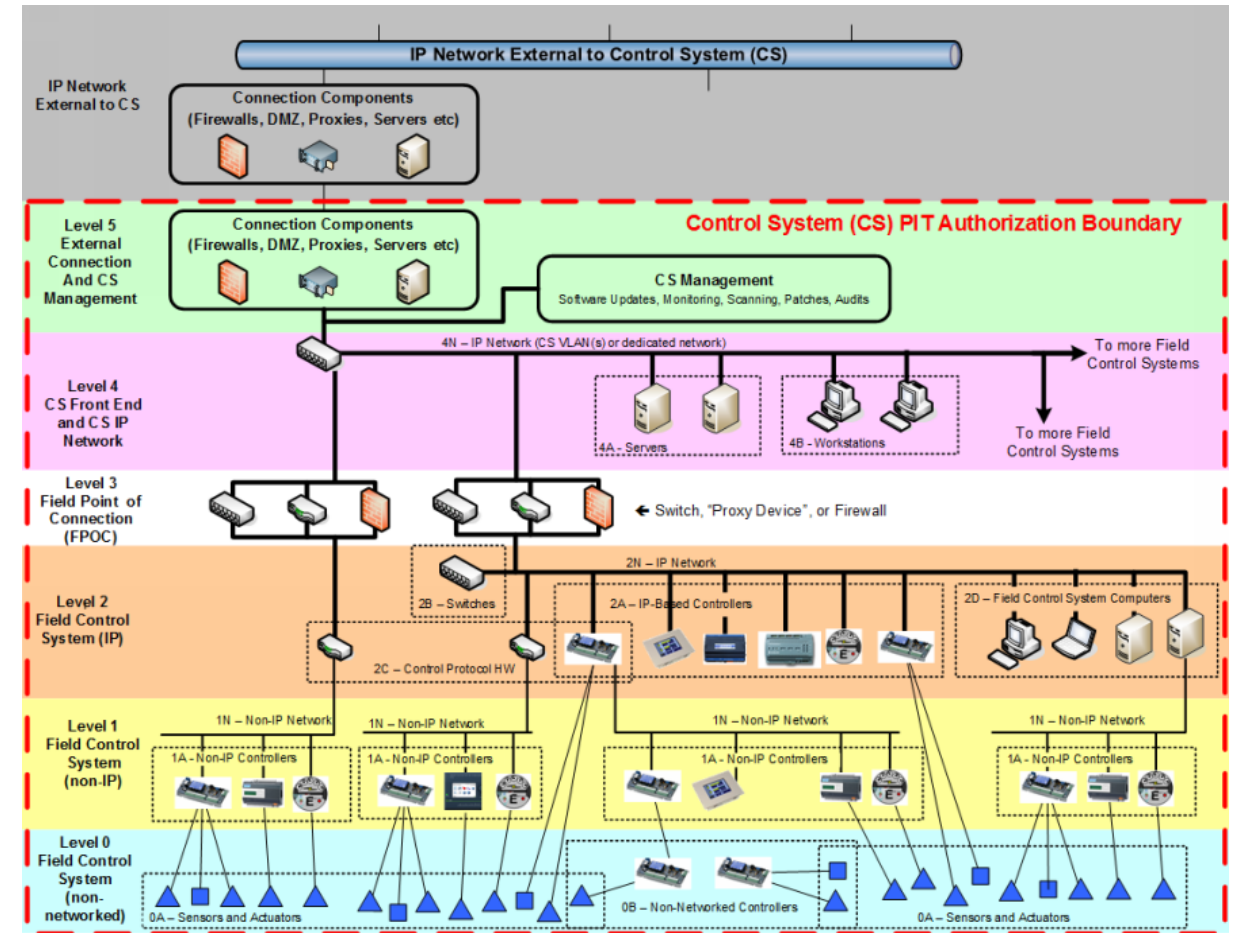 IP Network External to Control System (CS)
IP Network
External to CS
Connection Components
(Firewalls, DMZ, Proxies, Servers etc)
Level 5
External
Connection
And CS
Management
Connection Components
(Firewalls, DMZ, Proxies, Servers etc)
Control System (CS) PIT Authorization Boundary
CS Management
Software Updates, Monitoring, Scanning, Patches, Audits
Level 4
CS Front End
and CS IP
Network
4N – IP Network (CS VLAN(s) or dedicated network)
To more Field
Control Systems
4A - Servers
4B - Workstations
To more Field
Control Systems
Level 3
Field Point of
Connection
(FPOC)
← Switch, "Proxy Device", or Firewall
Level 2
Field Control
System (IP)
2N – IP Network
2B – Switches
2A – IP-Based Controllers
2D – Field Control System Computers
2C – Control Protocol HW
E
Level 1
Field Control
System
(non-IP)
1N – Non-IP Network
1N – Non-IP Network
1N – Non-IP Network
1N – Non-IP Network
1A - Non-IP Controllers
1A - Non-IP Controllers
1A - Non-IP Controllers
1A - Non-IP Controllers
E
E
E
E
Level 0
Field Control
System
(non-
networked)
0A – Sensors and Actuators
0B – Non-Networked Controllers
0A – Sensors and Actuators